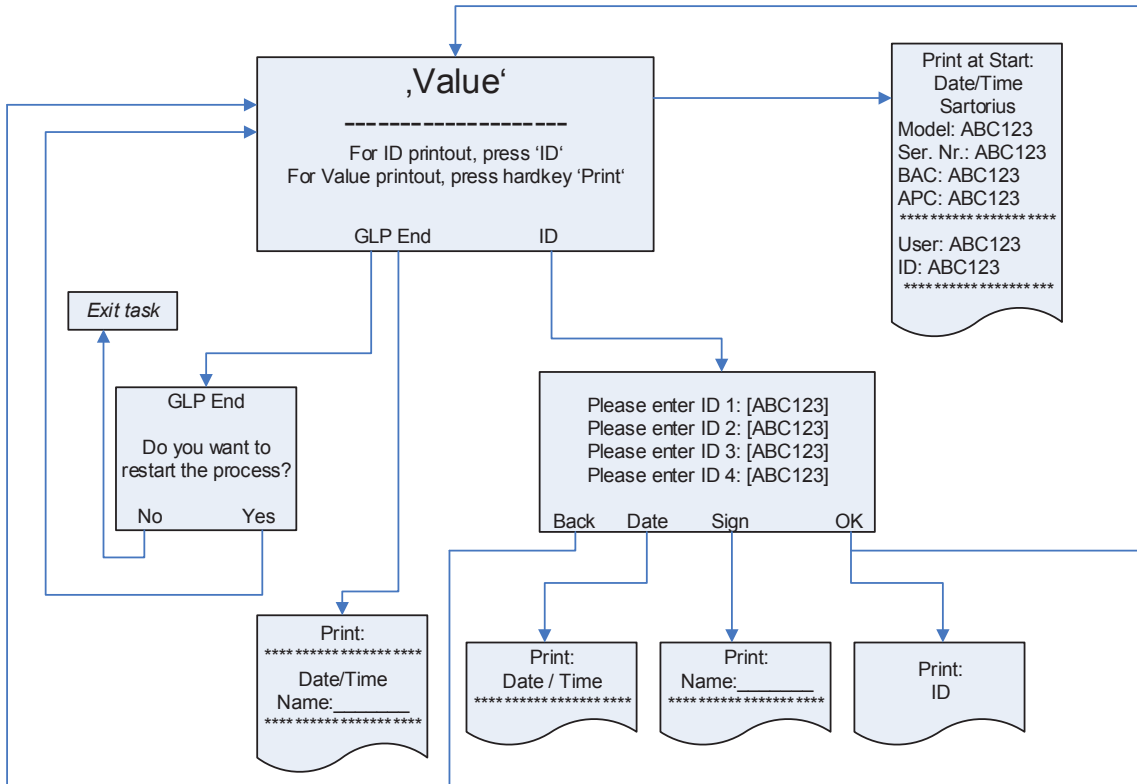 ‚Value‘
--------------------
For ID printout, press ‘ID‘
For Value printout, press hardkey ‘Print‘
GLP End ID
Print at Start:
Date/Time
Sartorius
Model: ABC123
Ser. Nr.: ABC123
BAC: ABC123
APC: ABC123
********************
User: ABC123
ID: ABC123
********************
Exit task
GLP End
Do you want to
restart the process?
No Yes
Please enter ID 1: [ABC123]
Please enter ID 2: [ABC123]
Please enter ID 3: [ABC123]
Please enter ID 4: [ABC123]
Back Date Sign OK
Print:
********************
Date/Time
Name:_______
********************
Print:
Date / Time
********************
Print:
Name:_______
********************
Print:
ID